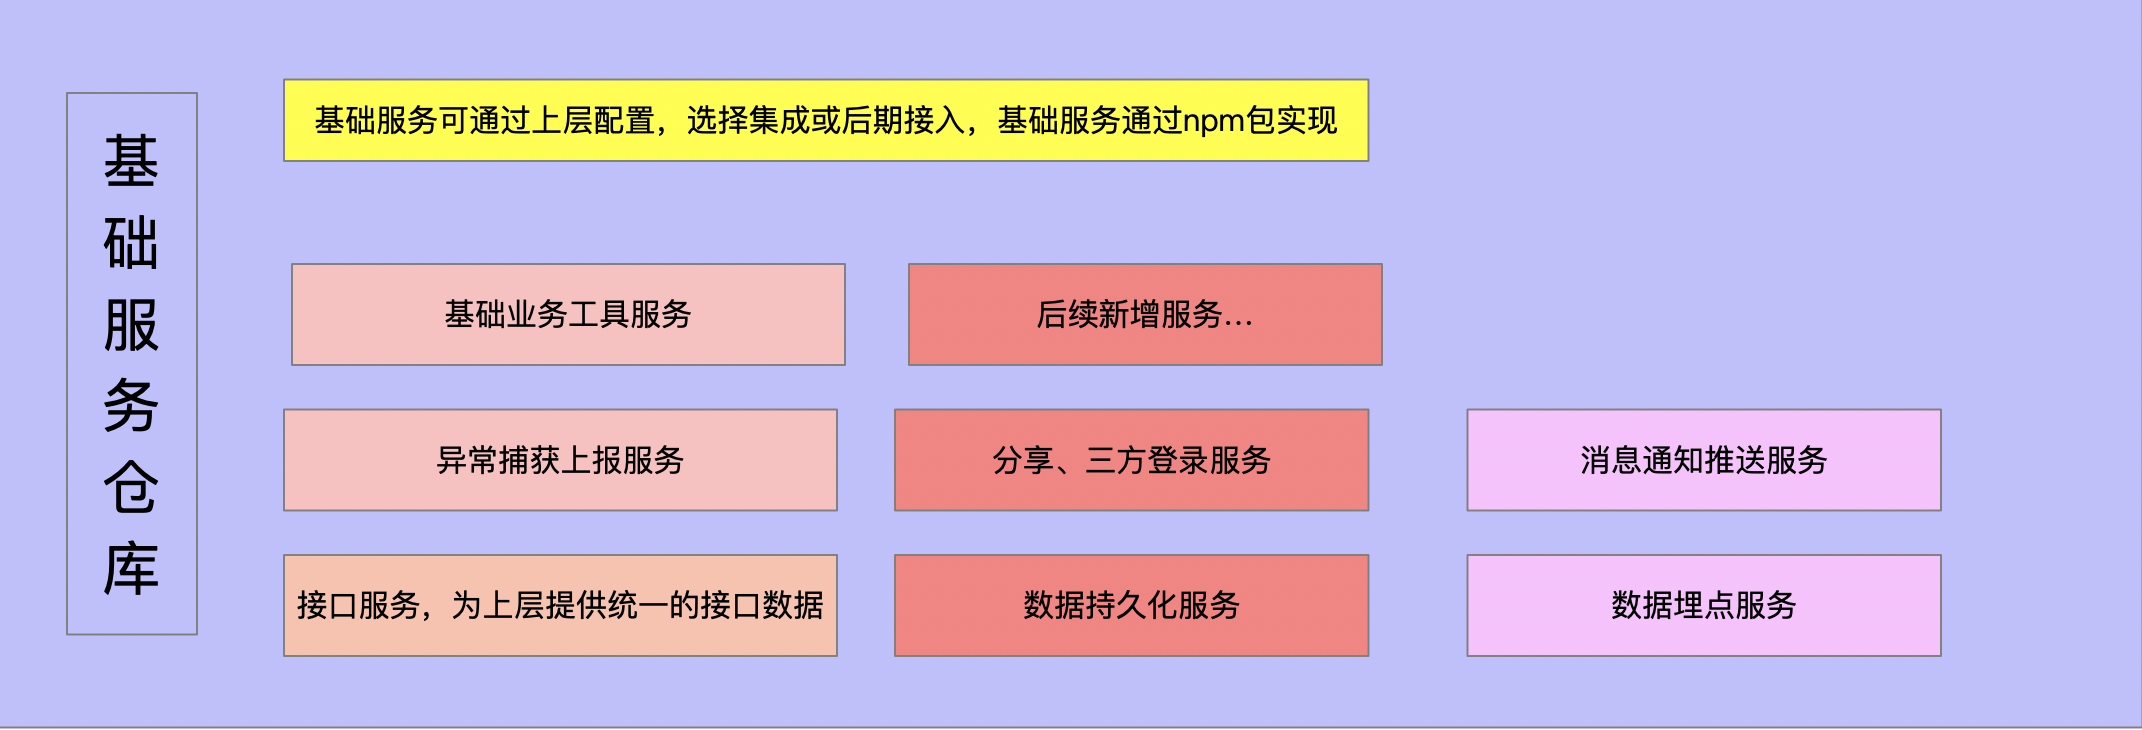 基
础
服
务
仓
库
基础服务可通过上层配置，选择集成或后期接入，基础服务通过npm包实现
基础业务工具服务
后续新增服务...
异常捕获上报服务
分享、三方登录服务
消息通知推送服务
接口服务，为上层提供统一的接口数据
数据持久化服务
数据埋点服务